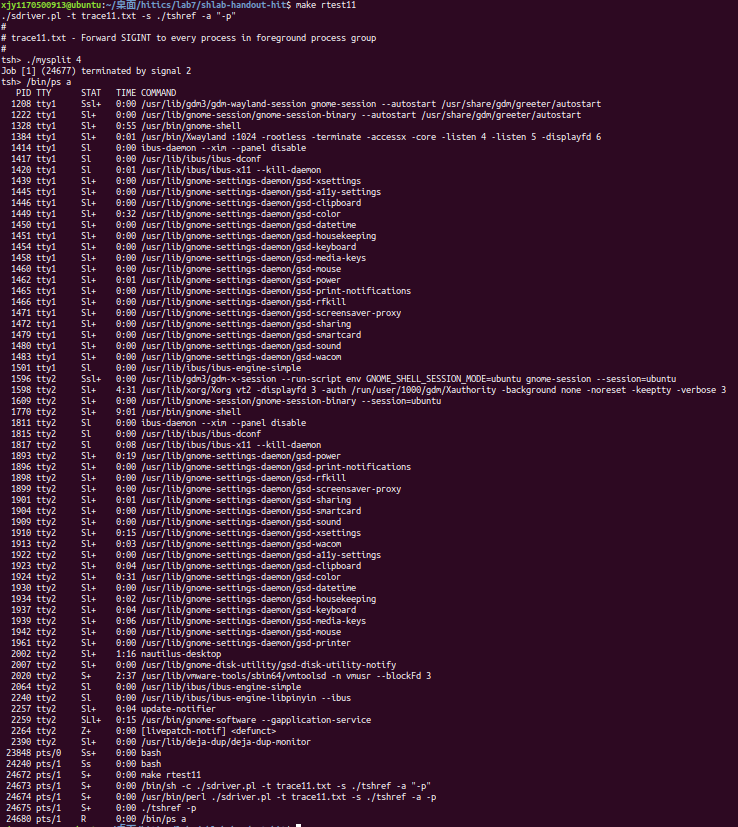 xjy1170500913@ubuntu:~/桌面/hitics/lab7/shlab-handout-hit$ make rtest11
./sdriver.pl -t trace11.txt -s ./tshref -a "-p"
#
# trace11.txt - Forward SIGINT to every process in foreground process group
#
tsh> ./mysplit 4
Job [1] (24677) terminated by signal 2
tsh> /bin/ps a
PID TTY STAT TIME COMMAND
1208 tty1 Ssl+ 0:00 /usr/lib/gdm3/gdm-wayland-session gnome-session --autostart /usr/share/gdm/greeter/autostart
1222 tty1 Sl+ 0:00 /usr/lib/gnome-session/gnome-session-binary --autostart /usr/share/gdm/greeter/autostart
1328 tty1 Sl+ 0:55 /usr/bin/gnome-shell
1384 tty1 Sl+ 0:01 /usr/bin/Xwayland :1024 -rootless -terminate -accessx -core -listen 4 -listen 5 -displayfd 6
1414 tty1 Sl 0:00 ibus-daemon --xim --panel disable
1417 tty1 Sl 0:00 /usr/lib/ibus/ibus-dconf
1420 tty1 Sl 0:01 /usr/lib/ibus/ibus-x11 --kill-daemon
1439 tty1 Sl+ 0:00 /usr/lib/gnome-settings-daemon/gsd-xsettings
1445 tty1 Sl+ 0:00 /usr/lib/gnome-settings-daemon/gsd-a11y-settings
1446 tty1 Sl+ 0:00 /usr/lib/gnome-settings-daemon/gsd-clipboard
1449 tty1 Sl+ 0:32 /usr/lib/gnome-settings-daemon/gsd-color
1450 tty1 Sl+ 0:00 /usr/lib/gnome-settings-daemon/gsd-datetime
1451 tty1 Sl+ 0:00 /usr/lib/gnome-settings-daemon/gsd-housekeeping
1454 tty1 Sl+ 0:00 /usr/lib/gnome-settings-daemon/gsd-keyboard
1458 tty1 Sl+ 0:00 /usr/lib/gnome-settings-daemon/gsd-media-keys
1460 tty1 Sl+ 0:00 /usr/lib/gnome-settings-daemon/gsd-mouse
1462 tty1 Sl+ 0:01 /usr/lib/gnome-settings-daemon/gsd-power
1465 tty1 Sl+ 0:00 /usr/lib/gnome-settings-daemon/gsd-print-notifications
1466 tty1 Sl+ 0:00 /usr/lib/gnome-settings-daemon/gsd-rfkill
1471 tty1 Sl+ 0:00 /usr/lib/gnome-settings-daemon/gsd-screensaver-proxy
1472 tty1 Sl+ 0:00 /usr/lib/gnome-settings-daemon/gsd-sharing
1479 tty1 Sl+ 0:00 /usr/lib/gnome-settings-daemon/gsd-smartcard
1480 tty1 Sl+ 0:00 /usr/lib/gnome-settings-daemon/gsd-sound
1483 tty1 Sl+ 0:00 /usr/lib/gnome-settings-daemon/gsd-wacom
1501 tty1 Sl 0:00 /usr/lib/ibus/ibus-engine-simple
1596 tty2 Ssl+ 0:00 /usr/lib/gdm3/gdm-x-session --run-script env GNOME_SHELL_SESSION_MODE=ubuntu gnome-session --session=ubuntu
1598 tty2 Sl+ 4:31 /usr/lib/xorg/Xorg vt2 -displayfd 3 -auth /run/user/1000/gdm/Xauthority -background none -noreset -keeptty -verbose 3
1609 tty2 Sl+ 0:00 /usr/lib/gnome-session/gnome-session-binary --session=ubuntu
1770 tty2 Sl+ 9:01 /usr/bin/gnome-shell
1811 tty2 Sl 0:00 ibus-daemon --xim --panel disable
1815 tty2 Sl 0:00 /usr/lib/ibus/ibus-dconf
1817 tty2 Sl 0:08 /usr/lib/ibus/ibus-x11 --kill-daemon
1893 tty2 Sl+ 0:19 /usr/lib/gnome-settings-daemon/gsd-power
1896 tty2 Sl+ 0:00 /usr/lib/gnome-settings-daemon/gsd-print-notifications
1898 tty2 Sl+ 0:00 /usr/lib/gnome-settings-daemon/gsd-rfkill
1899 tty2 Sl+ 0:00 /usr/lib/gnome-settings-daemon/gsd-screensaver-proxy
1901 tty2 Sl+ 0:01 /usr/lib/gnome-settings-daemon/gsd-sharing
1904 tty2 Sl+ 0:00 /usr/lib/gnome-settings-daemon/gsd-smartcard
1909 tty2 Sl+ 0:00 /usr/lib/gnome-settings-daemon/gsd-sound
1910 tty2 Sl+ 0:15 /usr/lib/gnome-settings-daemon/gsd-xsettings
1913 tty2 Sl+ 0:03 /usr/lib/gnome-settings-daemon/gsd-wacom
1922 tty2 Sl+ 0:00 /usr/lib/gnome-settings-daemon/gsd-a11y-settings
1923 tty2 Sl+ 0:04 /usr/lib/gnome-settings-daemon/gsd-clipboard
1924 tty2 Sl+ 0:31 /usr/lib/gnome-settings-daemon/gsd-color
1930 tty2 Sl+ 0:00 /usr/lib/gnome-settings-daemon/gsd-datetime
1934 tty2 Sl+ 0:02 /usr/lib/gnome-settings-daemon/gsd-housekeeping
1937 tty2 Sl+ 0:04 /usr/lib/gnome-settings-daemon/gsd-keyboard
1939 tty2 Sl+ 0:06 /usr/lib/gnome-settings-daemon/gsd-media-keys
1942 tty2 Sl+ 0:00 /usr/lib/gnome-settings-daemon/gsd-mouse
1961 tty2 Sl+ 0:00 /usr/lib/gnome-settings-daemon/gsd-printer
2002 tty2 Sl+ 1:16 nautilus-desktop
2007 tty2 Sl+ 0:00 /usr/lib/gnome-disk-utility/gsd-disk-utility-notify
2020 tty2 S+ 2:37 /usr/lib/vmware-tools/sbin64/vmtoolsd -n vmusr --blockFd 3
2064 tty2 Sl 0:00 /usr/lib/ibus/ibus-engine-simple
2240 tty2 Sl 0:00 /usr/lib/ibus/ibus-engine-libpinyin --ibus
2257 tty2 Sl+ 0:04 update-notifier
2259 tty2 SLl+ 0:15 /usr/bin/gnome-software --gapplication-service
2264 tty2 Z+ 0:00 [livepatch-notif] <defunct>
2390 tty2 Sl+ 0:00 /usr/lib/deja-dup/deja-dup-monitor
23848 pts/0 Ss+ 0:00 bash
24240 pts/1 Ss 0:00 bash
24672 pts/1 S+ 0:00 make rtest11
24673 pts/1 S+ 0:00 /bin/sh -c ./sdriver.pl -t trace11.txt -s ./tshref -a "-p"
24674 pts/1 S+ 0:00 /usr/bin/perl ./sdriver.pl -t trace11.txt -s ./tshref -a -p
24675 pts/1 S+ 0:00 ./tshref -p
24680 pts/1 R 0:00 /bin/ps a